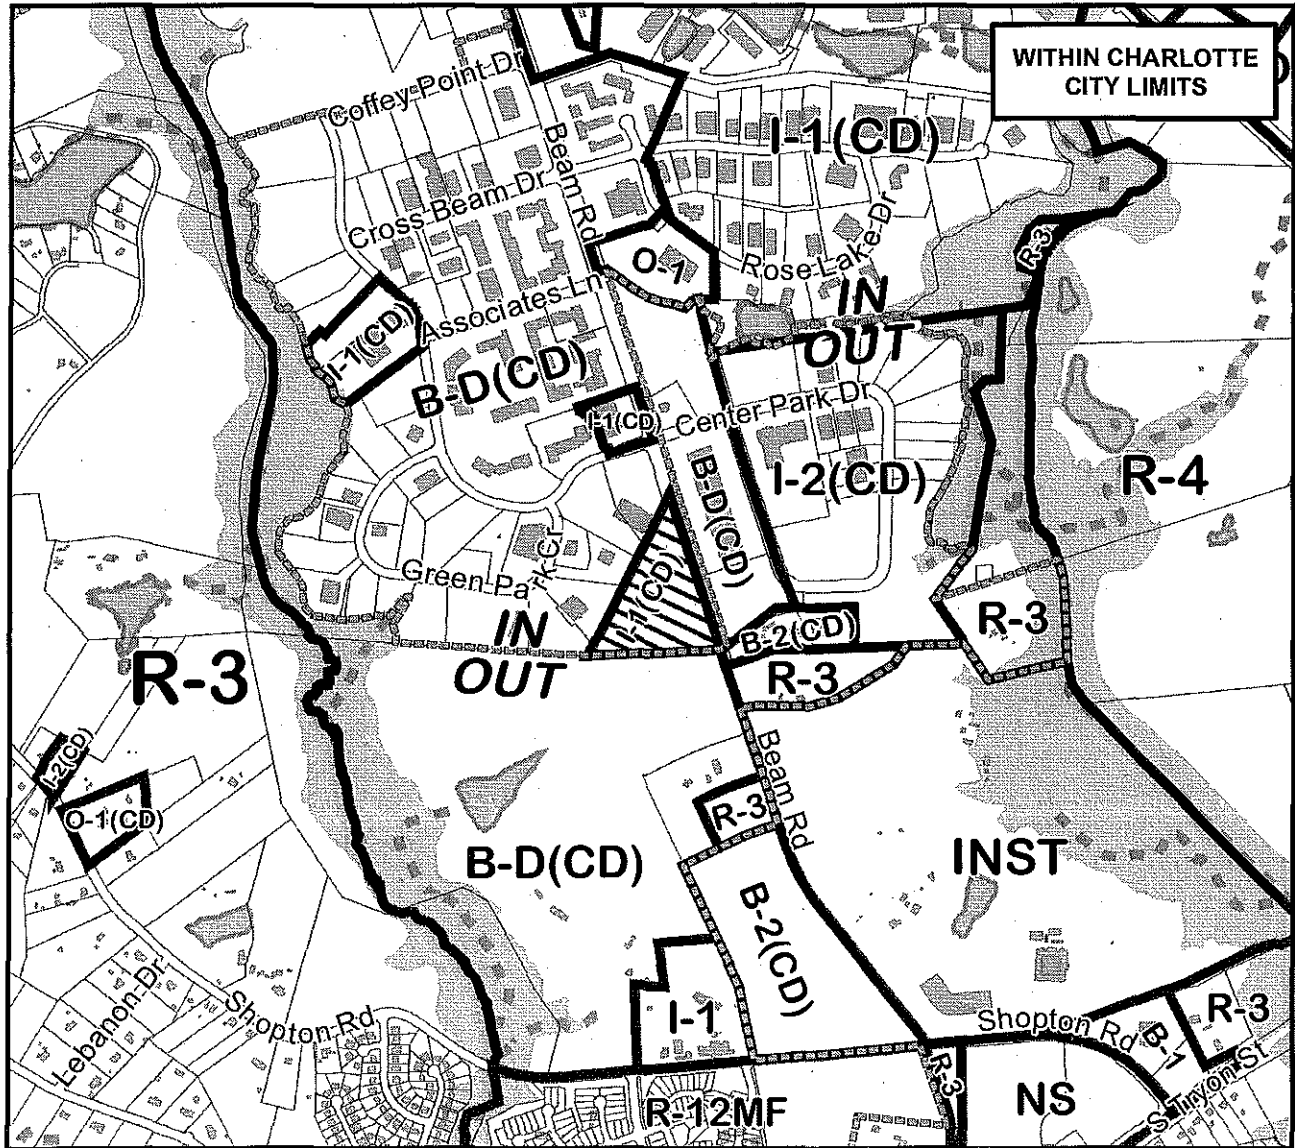 WITHIN CHARLOTTE
CITY LIMITS
Coffey Point Dr
Beam Rd
I-1(CD)
Cross Beam Dr
R-3
O-1
Rose Lake Dr
IN
OUT
Associates Ln
I-1(CD)
B-D(CD)
I-1(CD)
Center Park Dr
B-D(CD)
I-2(CD)
R-4
Green Park Cr
I-1(CD)
IN
OUT
B-2(CD)
R-3
R-3
R-3
Beam Rd
I-2(CD)
O-1(CD)
R-3
B-D(CD)
INST
B-2(CD)
Lebanon Dr
Shopton Rd
I-1
Shopton Rd
R-3
B-1
R-3
S Tryon St
NS
R-12MF